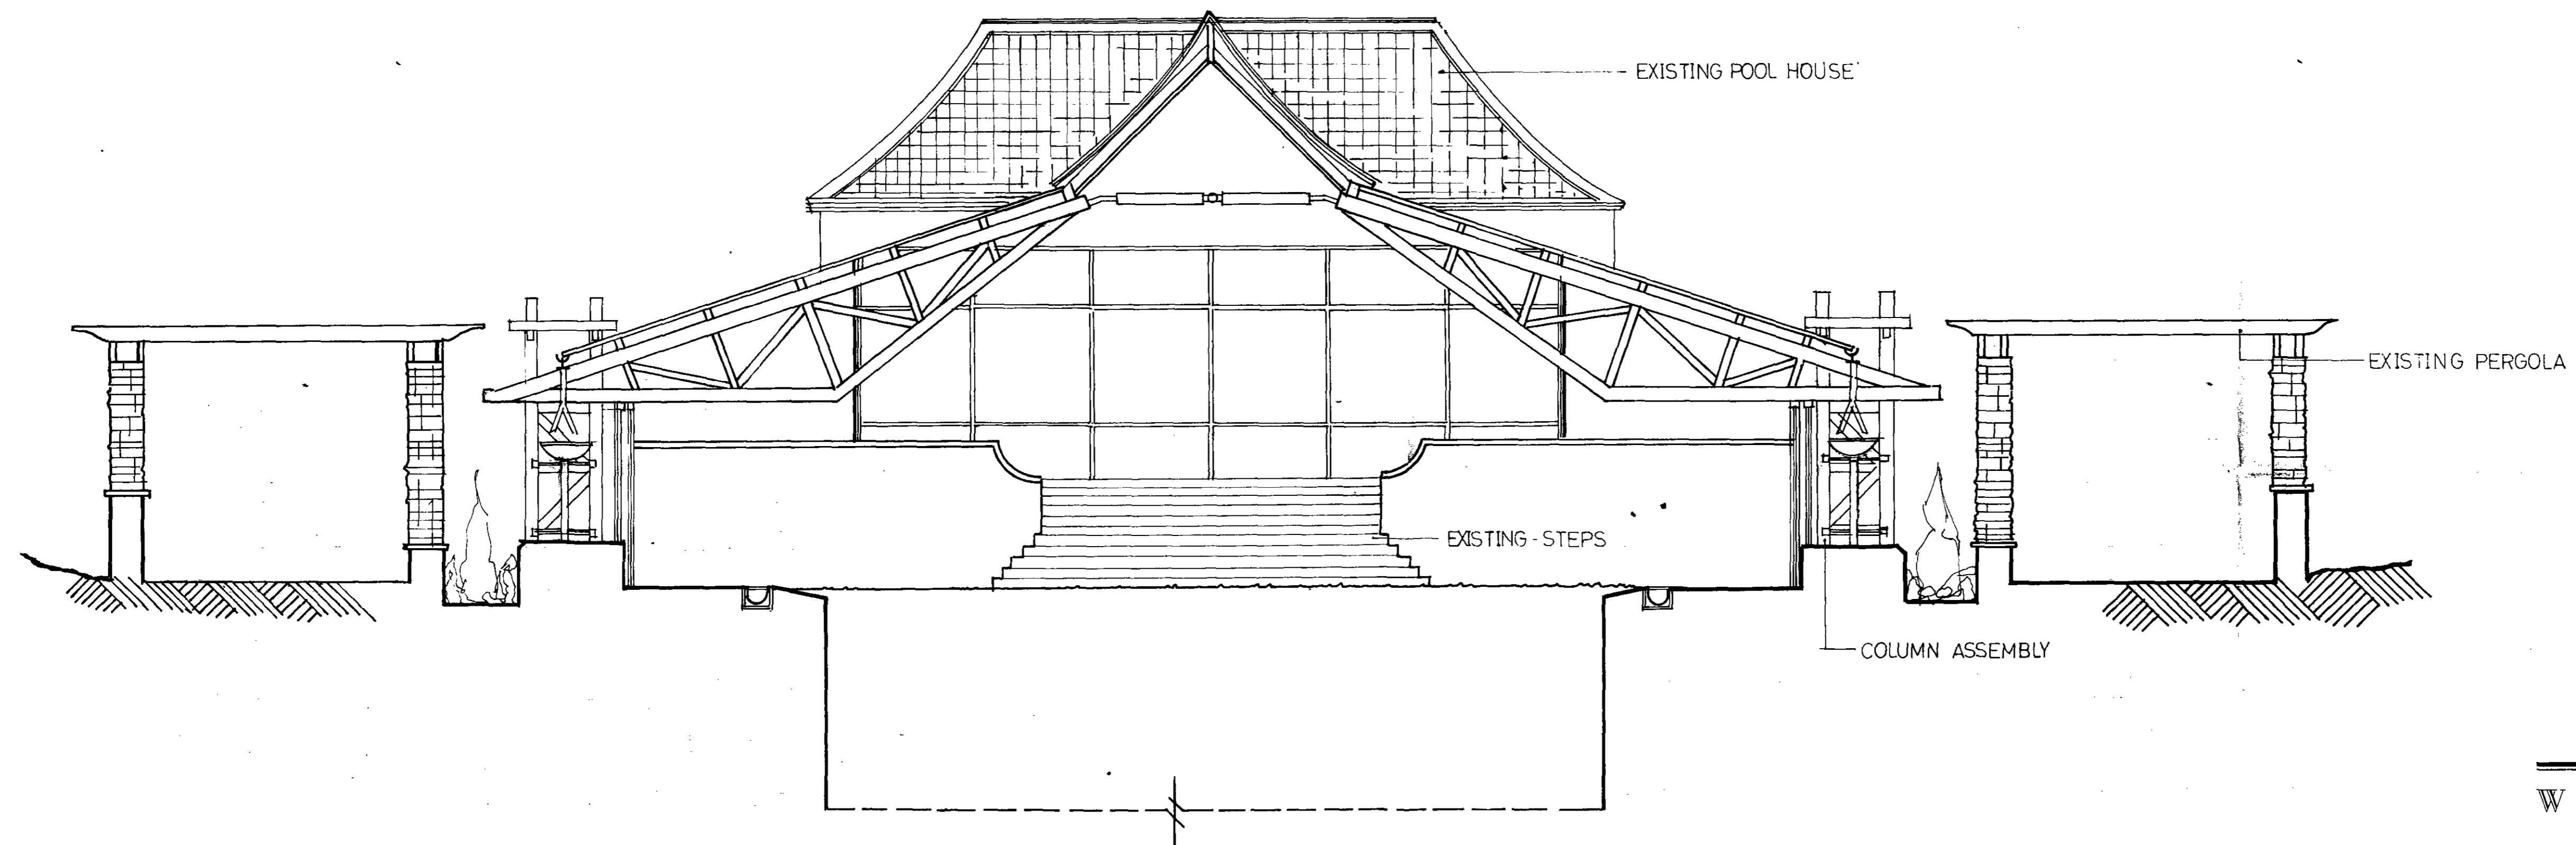 EXISTING POOL HOUSE
EXISTING PERGOLA
EXISTING-STEPS
COLUMN ASSEMBLY
W